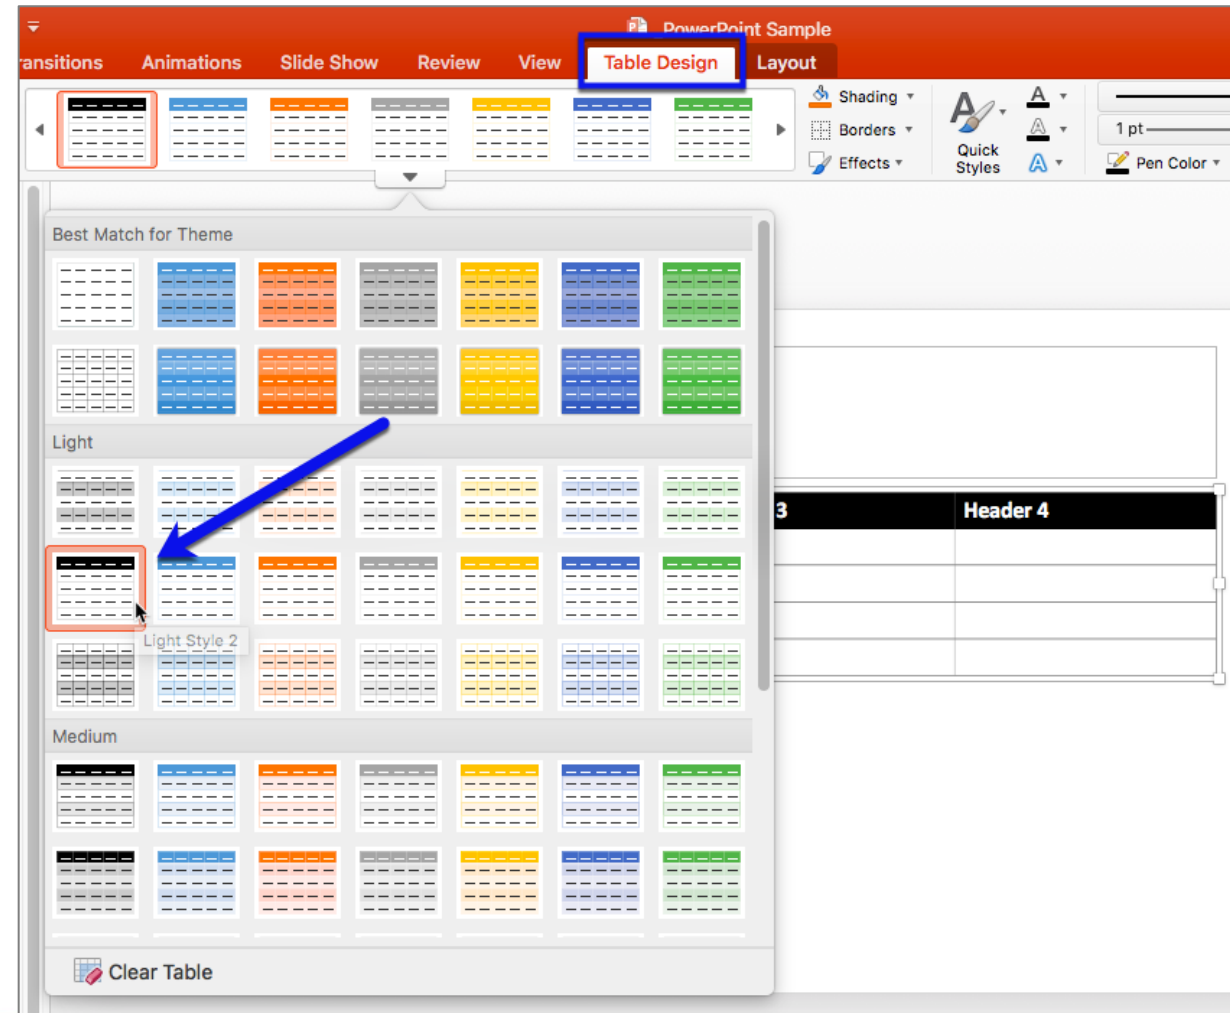 PowerPoint Sample
ransitions Animations Slide Show Review View Table Design Layout
Shading
Borders
Effects
Quick
Styles
A
A
A
1 pt
Pen Color
Best Match for Theme
Light
Light Style 2
Medium
Clear Table
3 Header 4